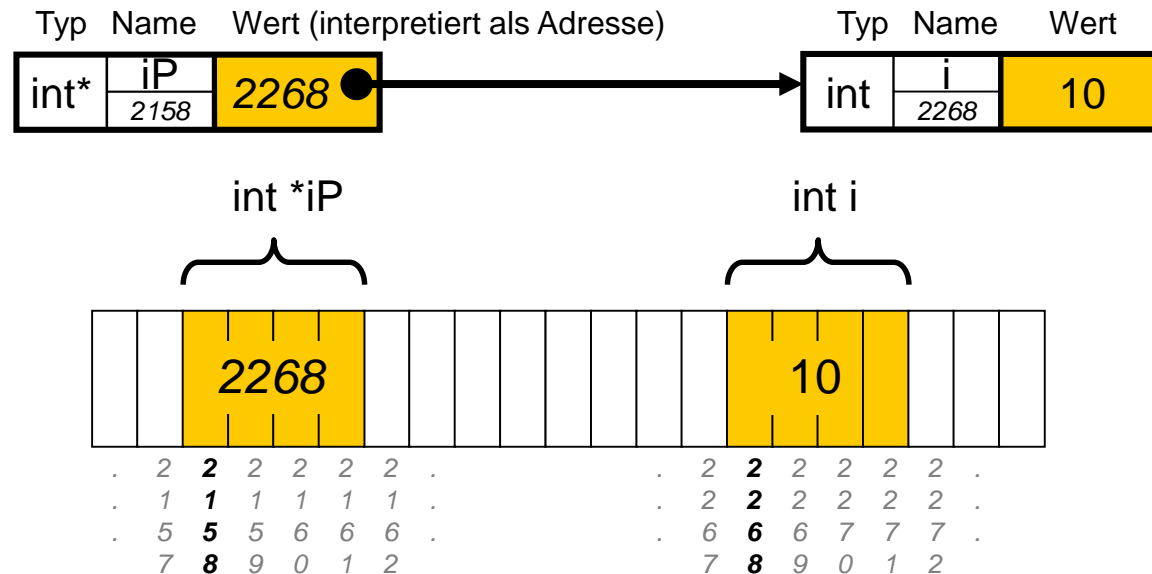 Typ Name Wert (interpretiert als Adresse) Typ Name Wert
int* iP 2158 2268 int i 2268 10
int *iP int i
2268 10
. 2 2 2 2 2 2 . . 2 2 2 2 2 2 .
. 1 1 1 1 1 1 . . 2 2 2 2 2 2 .
. 5 5 5 6 6 6 . . 6 6 6 7 7 7 .
7 8 9 0 1 2 7 8 9 0 1 2